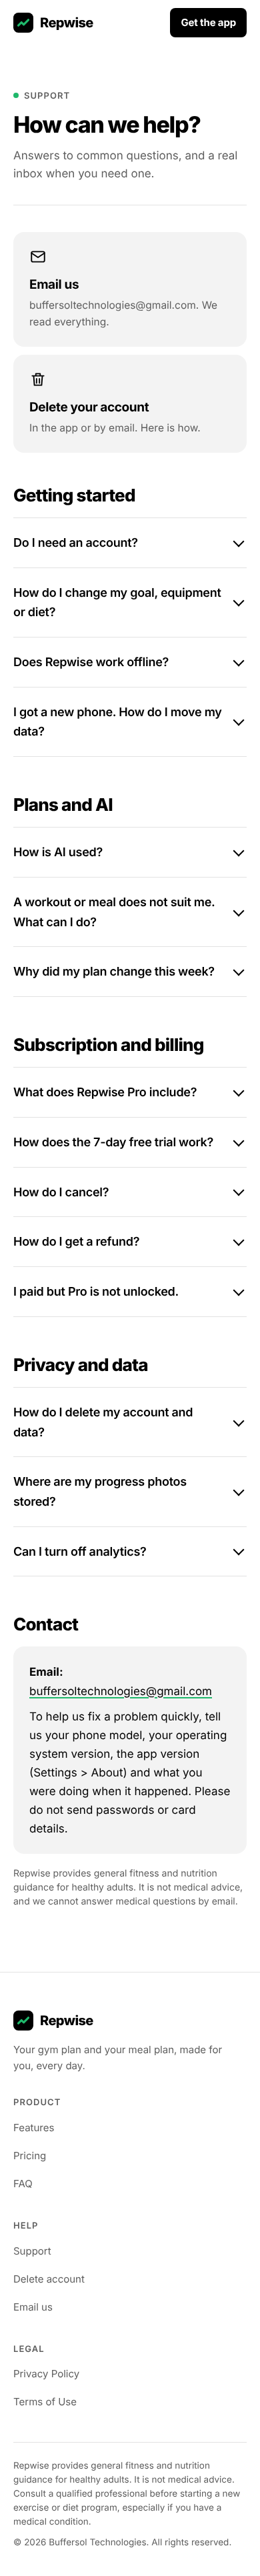 Repwise
Get the app
SUPPORT
How can we help?
Answers to common questions, and a real
inbox when you need one.
Email us
buffersoltechnologies@gmail.com. We
read everything.
Delete your account
In the app or by email. Here is how.
Getting started
Do I need an account?
How do I change my goal, equipment
or diet?
Does Repwise work offline?
I got a new phone. How do I move my
data?
Plans and AI
How is AI used?
A workout or meal does not suit me.
What can I do?
Why did my plan change this week?
Subscription and billing
What does Repwise Pro include?
How does the 7-day free trial work?
How do I cancel?
How do I get a refund?
I paid but Pro is not unlocked.
Privacy and data
How do I delete my account and
data?
Where are my progress photos
stored?
Can I turn off analytics?
Contact
Email:
buffersoltechnologies@gmail.com
To help us fix a problem quickly, tell
us your phone model, your operating
system version, the app version
(Settings > About) and what you
were doing when it happened. Please
do not send passwords or card
details.
Repwise provides general fitness and nutrition
guidance for healthy adults. It is not medical advice,
and we cannot answer medical questions by email.
Repwise
Your gym plan and your meal plan, made for
you, every day.
PRODUCT
Features
Pricing
FAQ
HELP
Support
Delete account
Email us
LEGAL
Privacy Policy
Terms of Use
Repwise provides general fitness and nutrition
guidance for healthy adults. It is not medical advice.
Consult a qualified professional before starting a new
exercise or diet program, especially if you have a
medical condition.
© 2026 Buffersol Technologies. All rights reserved.